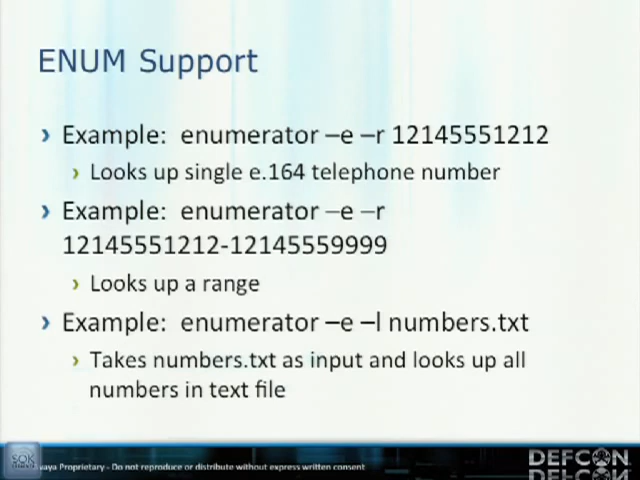 ENUM Support
› Example: enumerator –e –r 12145551212
› Looks up single e.164 telephone number
› Example: enumerator –e –r
12145551212-12145559999
› Looks up a range
› Example: enumerator –e –l numbers.txt
› Takes numbers.txt as input and looks up all
numbers in text file
Proprietary - Do not reproduce or distribute without express written consent
DEFCON